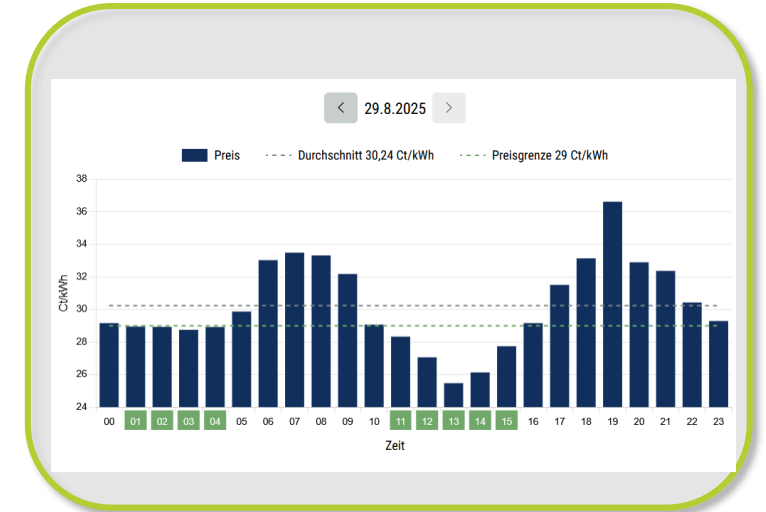 < 29.8.2025 >
Preis Durchschnitt 30,24 Ct/kWh Preisgrenze 29 Ct/kWh
38
36
34
32
30
28
26
24
Ct/kWh
00 01 02 03 04 05 06 07 08 09 10 11 12 13 14 15 16 17 18 19 20 21 22 23
Zeit